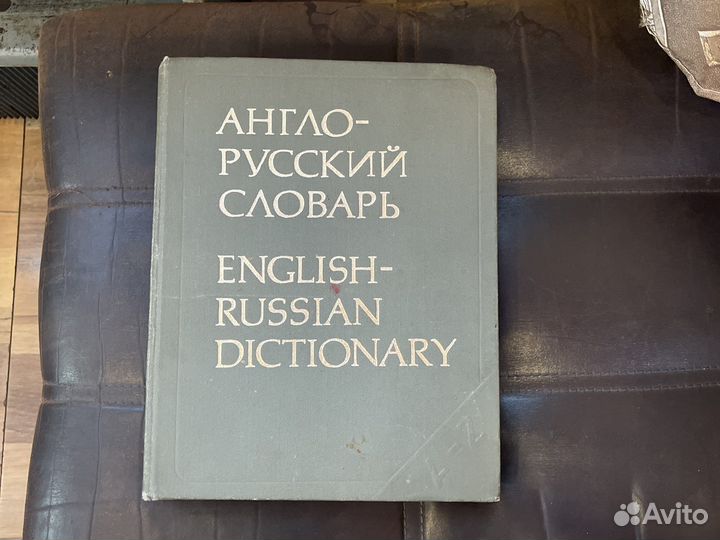 АНГЛО-
РУССКИЙ
СЛОВАРЬ
ENGLISH-
RUSSIAN
DICTIONARY
A-Z
Avito